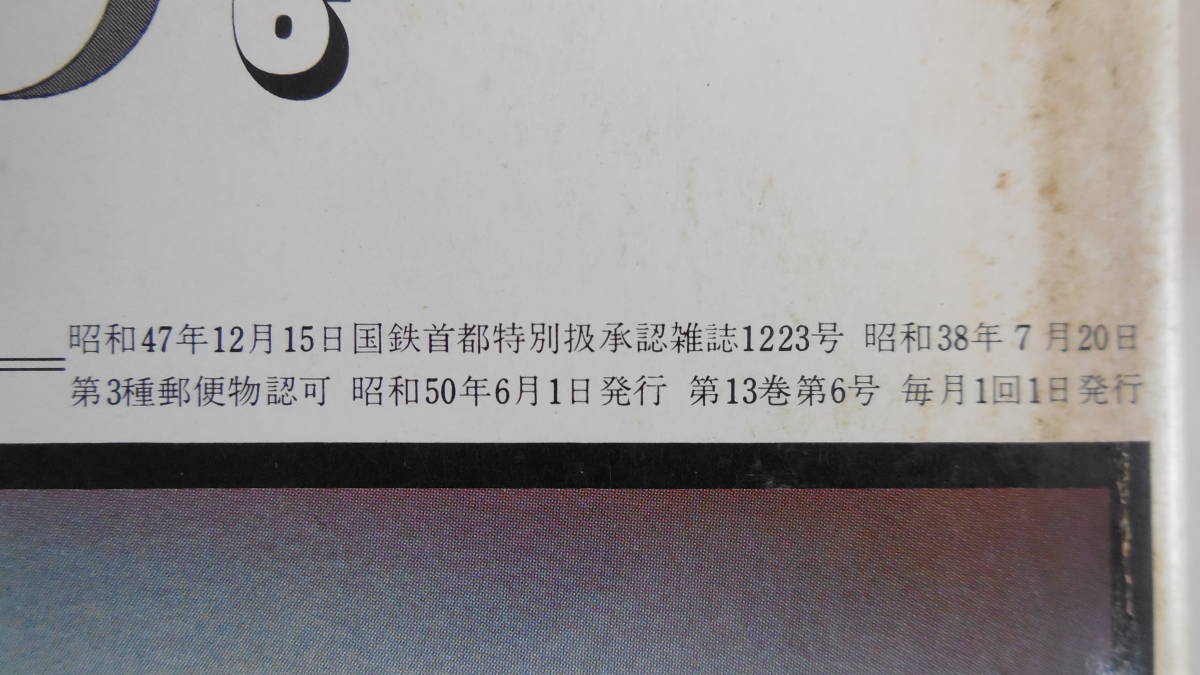 昭和47年12月15日国鉄首都特別扱承認雑誌1223号 昭和38年7月20日
第3種郵便物認可 昭和50年6月1日発行 第13巻第6号 毎月1回1日発行